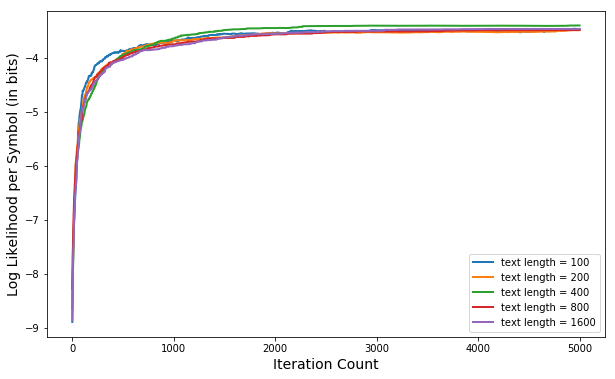 Log Likelihood per Symbol (in bits)
−4
−5
−6
−7
−8
−9
0 1000 2000 3000 4000 5000
Iteration Count
text length = 100
text length = 200
text length = 400
text length = 800
text length = 1600